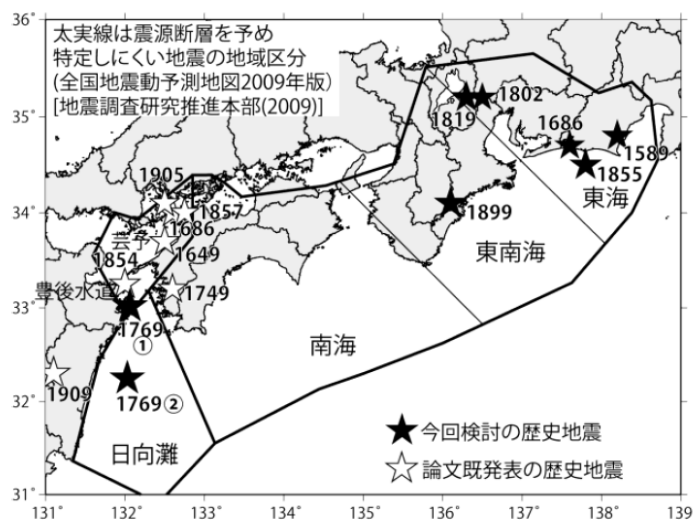 太実線は震源断層を予め
特定しにくい地震の地域区分
(全国地震動予測地図2009年版)
[地震調査研究推進本部(2009)]
36°
35°
34°
33°
32°
31°
1819
1802
1686
1589
1855
東海
1905
1857
1899
1686
芸予
1649
東南海
1854
豊後水道
1749
1769
①
南海
1909
1769②
今回検討の歴史地震
日向灘
論文既発表の歴史地震
131
132
133
134
135
136
137
138
139